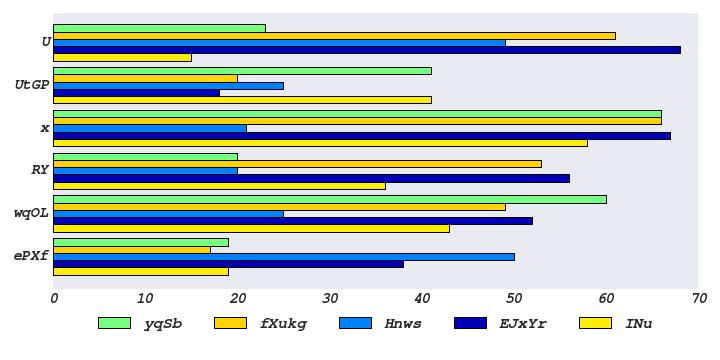 U
UtGP
x
RY
wqOL
ePXf
0 10 20 30 40 50 60 70
yqSb fXukg Hnws EJxYr INu